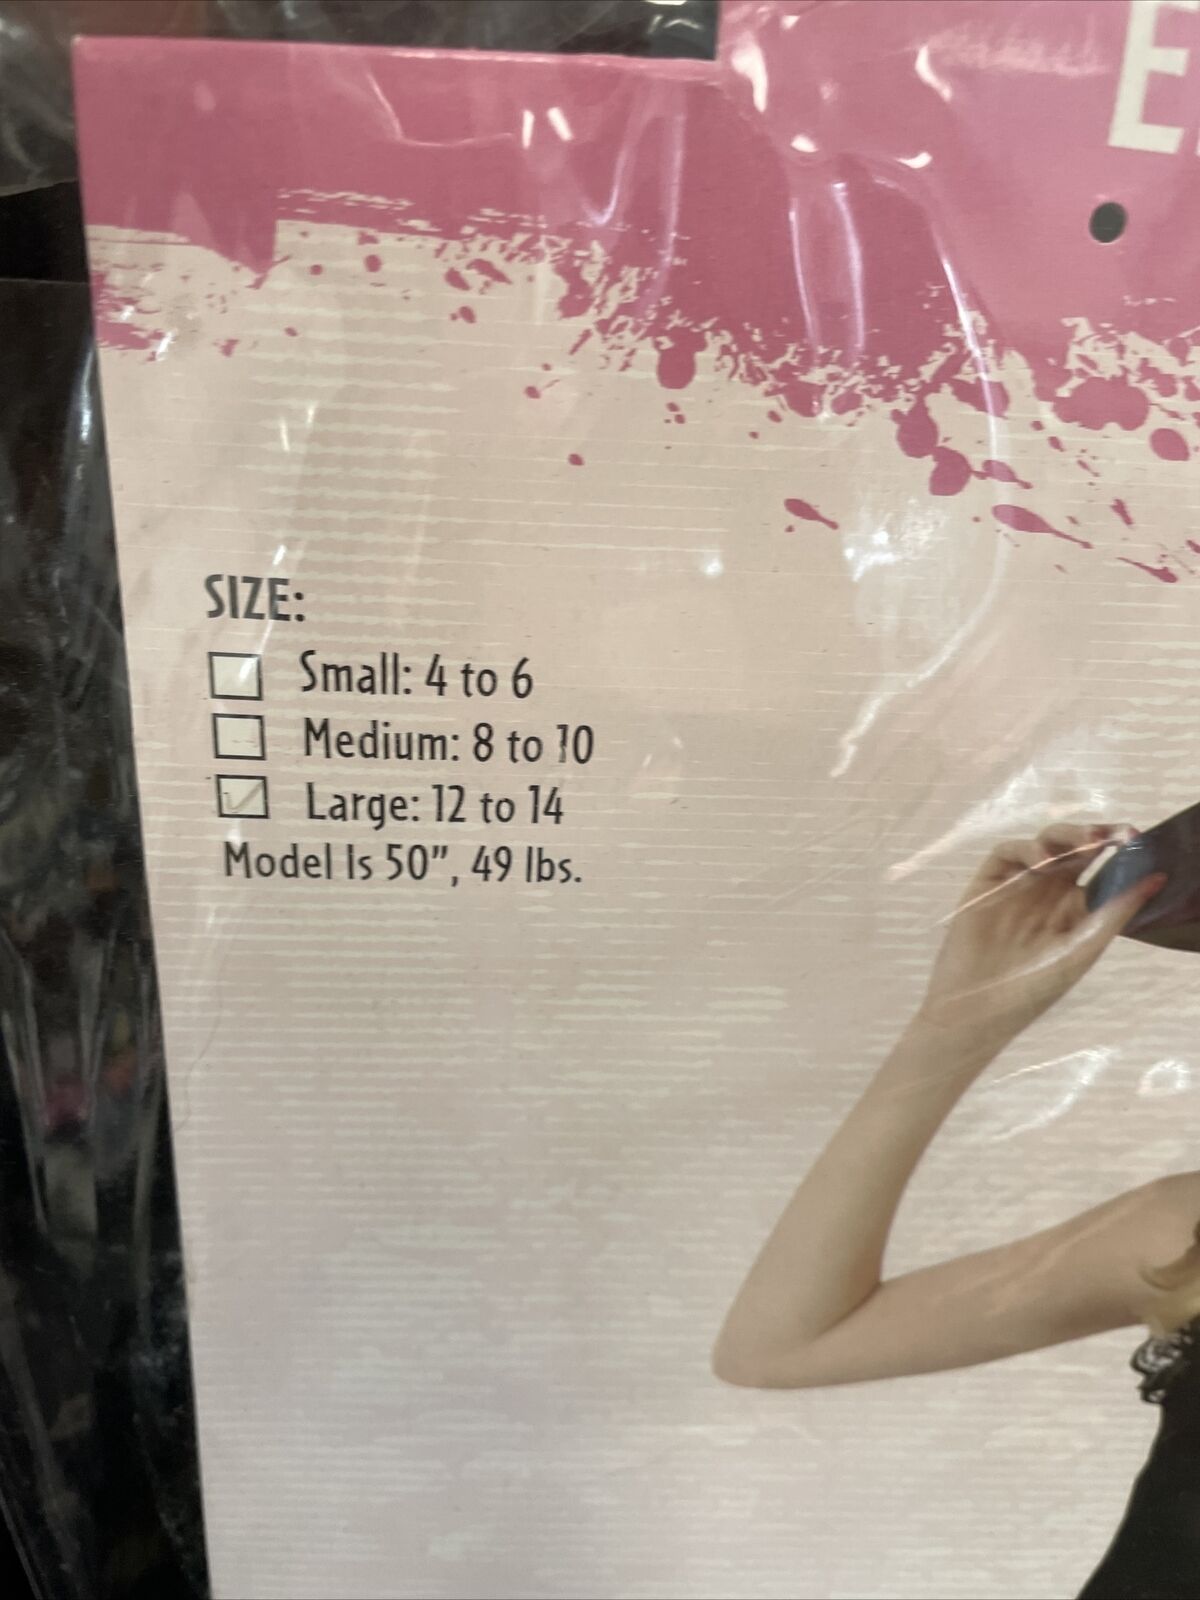 E
SIZE:
Small: 4 to 6
Medium: 8 to 10
Large: 12 to 14
Model Is 50", 49 lbs.